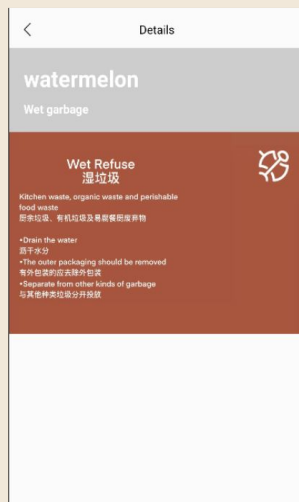 Details
watermelon
Wet garbage
Wet Refuse
湿垃圾
Kitchen waste, organic waste and perishable
food waste
厨余垃圾、有机垃圾及易腐餐厨废弃物
•Drain the water
沥干水分
•The outer packaging should be removed
有外包装的应去除外包装
•Separate from other kinds of garbage
与其他种类垃圾分开投放